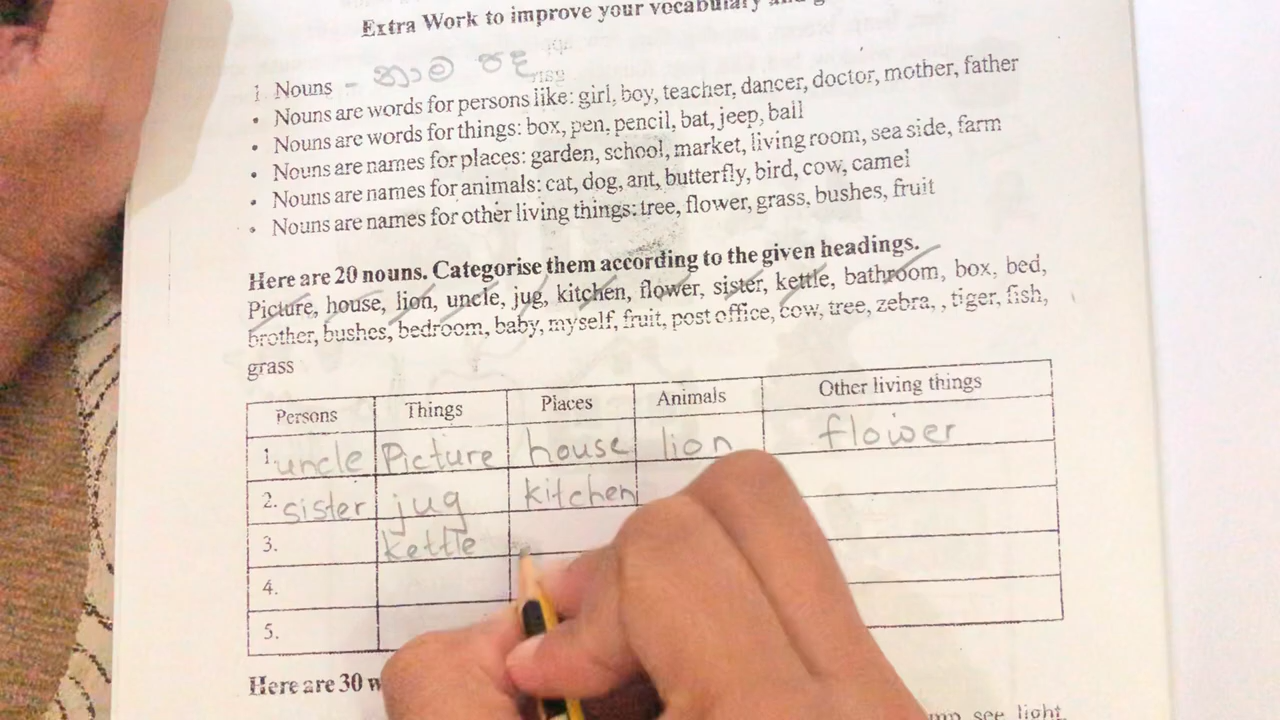 Extra Work to improve your vocabulary and
1. Nouns - නාම පද
• Nouns are words for persons like: girl, boy, teacher, dancer, doctor, mother, father
• Nouns are words for things: box, pen, pencil, bat, jeep, ball
• Nouns are names for places: garden, school, market, living room, sea side, farm
• Nouns are names for animals: cat, dog, ant, butterfly, bird, cow, camel
• Nouns are names for other living things: tree, flower, grass, bushes, fruit
Here are 20 nouns. Categorise them according to the given headings.
Picture, house, lion, uncle, jug, kitchen, flower, sister, kettle, bathroom, box, bed,
brother, bushes, bedroom, baby, myself, fruit, post office, cow, tree, zebra, , tiger, fish,
grass
Persons Things Places Animals Other living things
1. uncle Picture house lion flower
2. sister jug kitchen
3. kettle
4.
5.
Here are 30
see light,